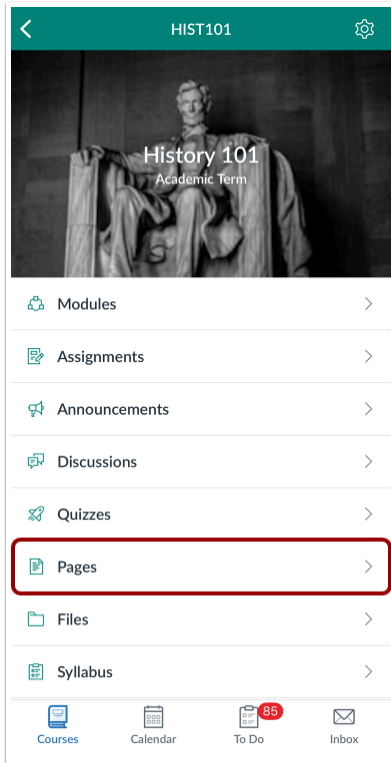 HIST101
History 101
Academic Term
Modules
Assignments
Announcements
Discussions
Quizzes
Pages
Files
Syllabus
85
Courses Calendar To Do Inbox